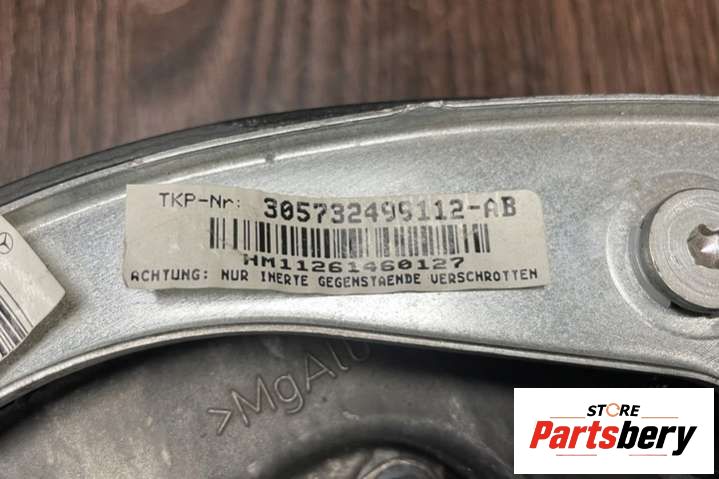 TKP-Nr: 305732499112-AB
HM11261460127
ACHTUNG: NUR INERTE GEGENSTAENDE VERSCHROTTEN
>MgAl
STORE
Partsbery